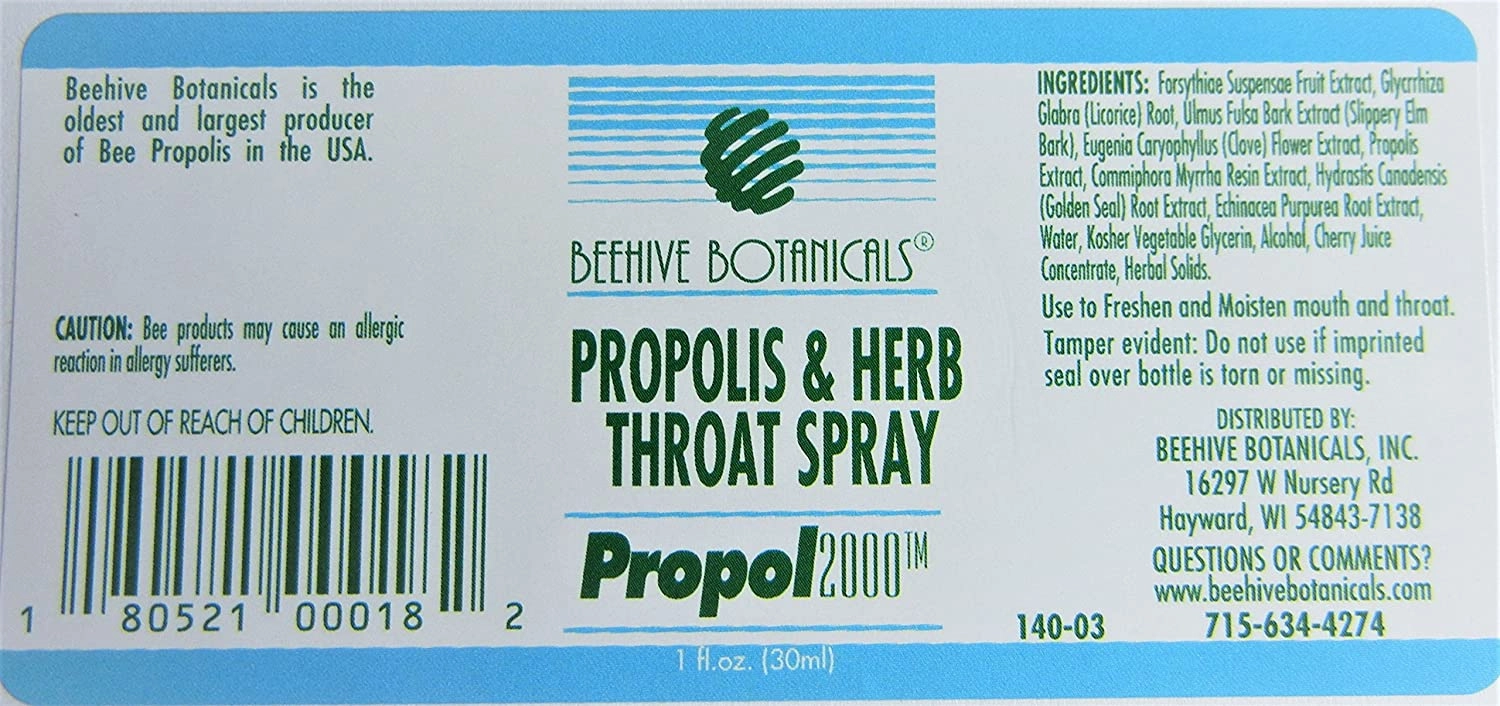 Beehive Botanicals is the
oldest and largest producer
of Bee Propolis in the USA.
CAUTION: Bee products may cause an allergic
reaction in allergy sufferers.
KEEP OUT OF REACH OF CHILDREN.
1 80521 00018 2
BEEHIVE BOTANICALS®
PROPOLIS & HERB
THROAT SPRAY
Propol2000™
1 fl.oz. (30ml)
INGREDIENTS: Forsythiae Suspensae Fruit Extract, Glycrrhiza
Glabra (Licorice) Root, Ulmus Fulsa Bark Extract (Slippery Elm
Bark), Eugenia Caryophyllus (Clove) Flower Extract, Propolis
Extract, Commiphora Myrrha Resin Extract, Hydrastis Canadensis
(Golden Seal) Root Extract, Echinacea Purpurea Root Extract,
Water, Kosher Vegetable Glycerin, Alcohol, Cherry Juice
Concentrate, Herbal Solids.
Use to Freshen and Moisten mouth and throat.
Tamper evident: Do not use if imprinted
seal over bottle is torn or missing.
DISTRIBUTED BY:
BEEHIVE BOTANICALS, INC.
16297 W Nursery Rd
Hayward, WI 54843-7138
QUESTIONS OR COMMENTS?
www.beehivebotanicals.com
140-03 715-634-4274